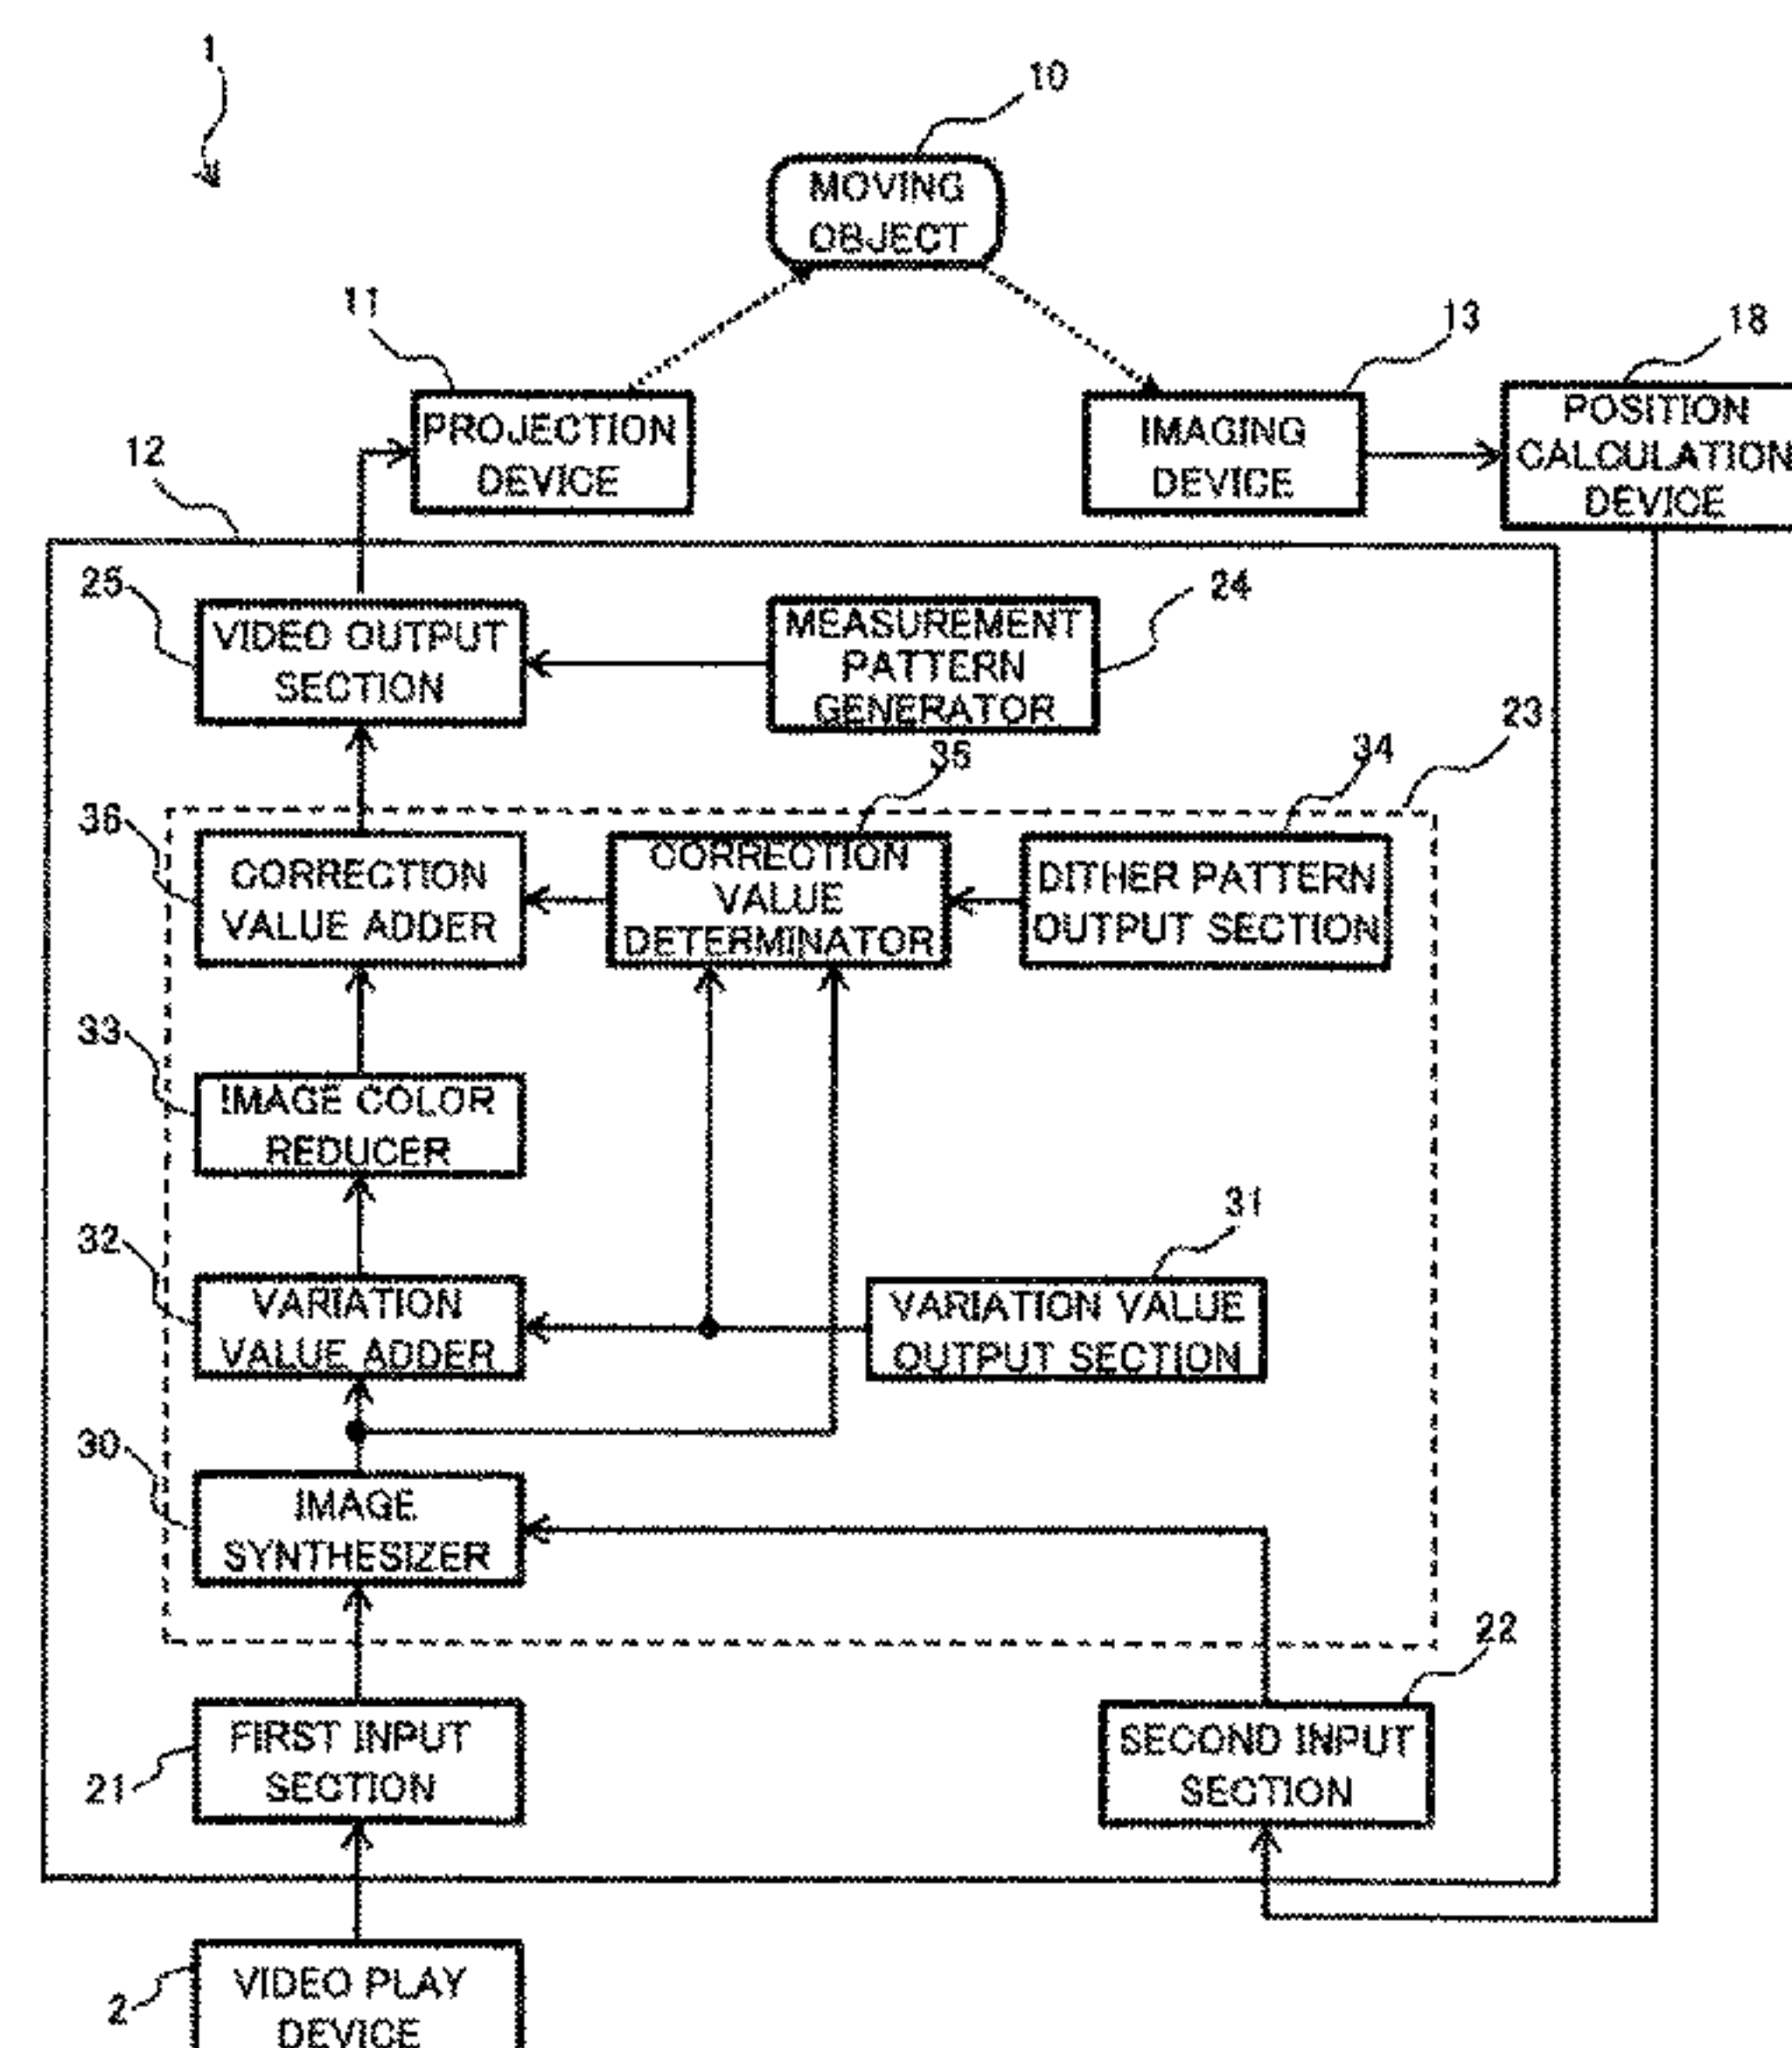 1
10
MOVING
OBJECT
11
13
18
PROJECTION
DEVICE
IMAGING
DEVICE
POSITION
CALCULATION
DEVICE
12
25
VIDEO OUTPUT
SECTION
MEASUREMENT
PATTERN
GENERATOR
24
23
35
34
36
CORRECTION
VALUE ADDER
CORRECTION
VALUE
DETERMINATOR
DITHER PATTERN
OUTPUT SECTION
33
IMAGE COLOR
REDUCER
31
32
VARIATION
VALUE ADDER
VARIATION VALUE
OUTPUT SECTION
30
IMAGE
SYNTHESIZER
22
FIRST INPUT
SECTION
21
SECOND INPUT
SECTION
2
VIDEO PLAY
DEVICE